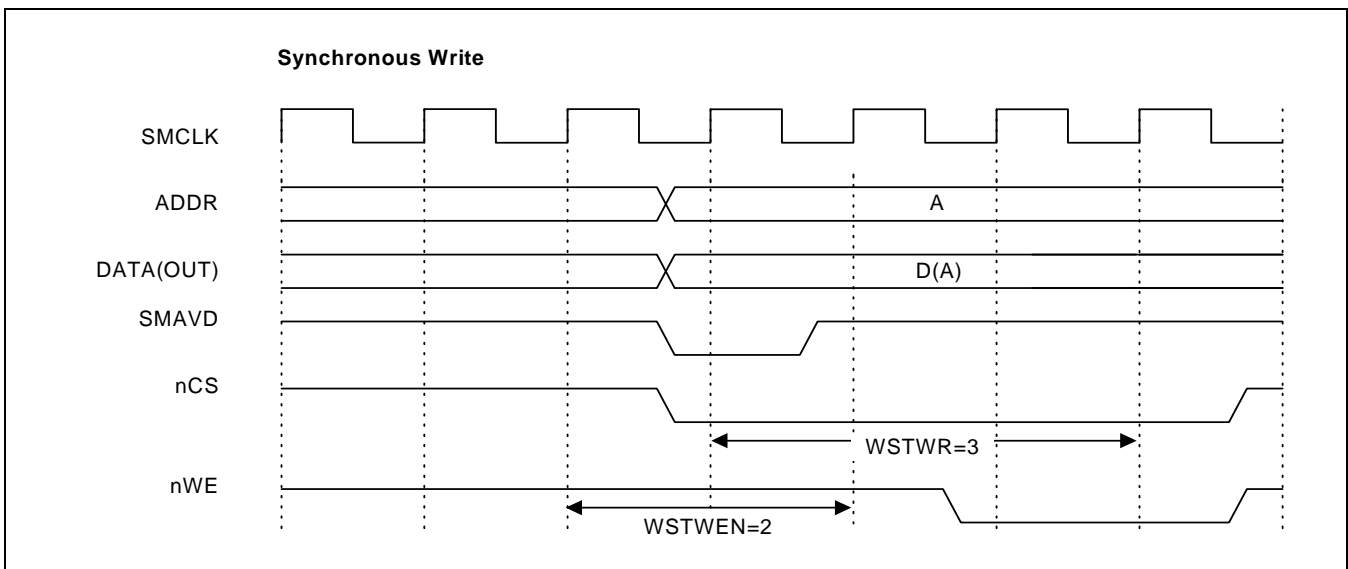 Synchronous Write
SMCLK
ADDR
A
DATA(OUT)
D(A)
SMAVD
nCS
WSTWR=3
nWE
WSTWEN=2